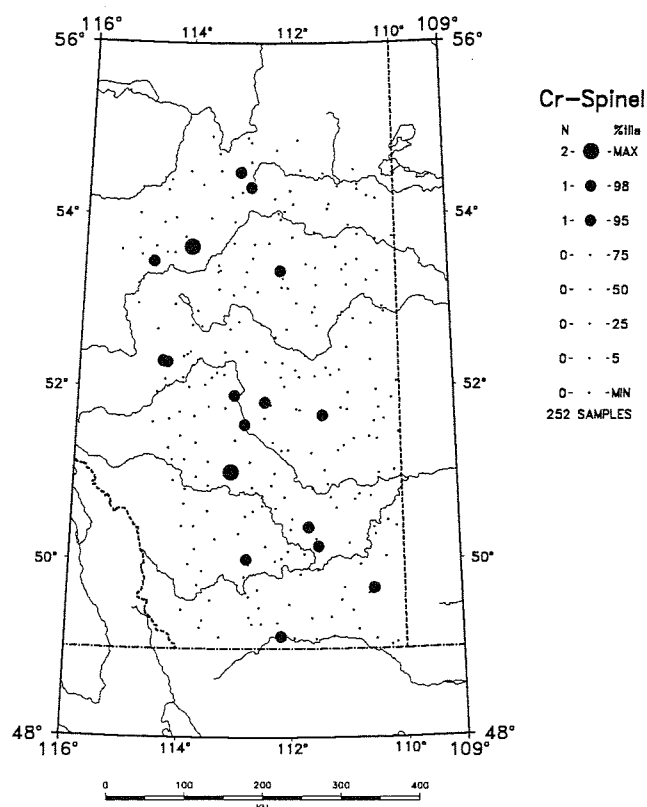 116° 114° 112° 110° 109°
56° 56°
54° 54°
52° 52°
50° 50°
48° 48°
116° 114° 112° 110° 109°
Cr-Spinel
N %tila
2- -MAX
1- -98
1- -95
0- -75
0- -50
0- -25
0- -5
0- -MIN
252 SAMPLES
0 100 200 300 400